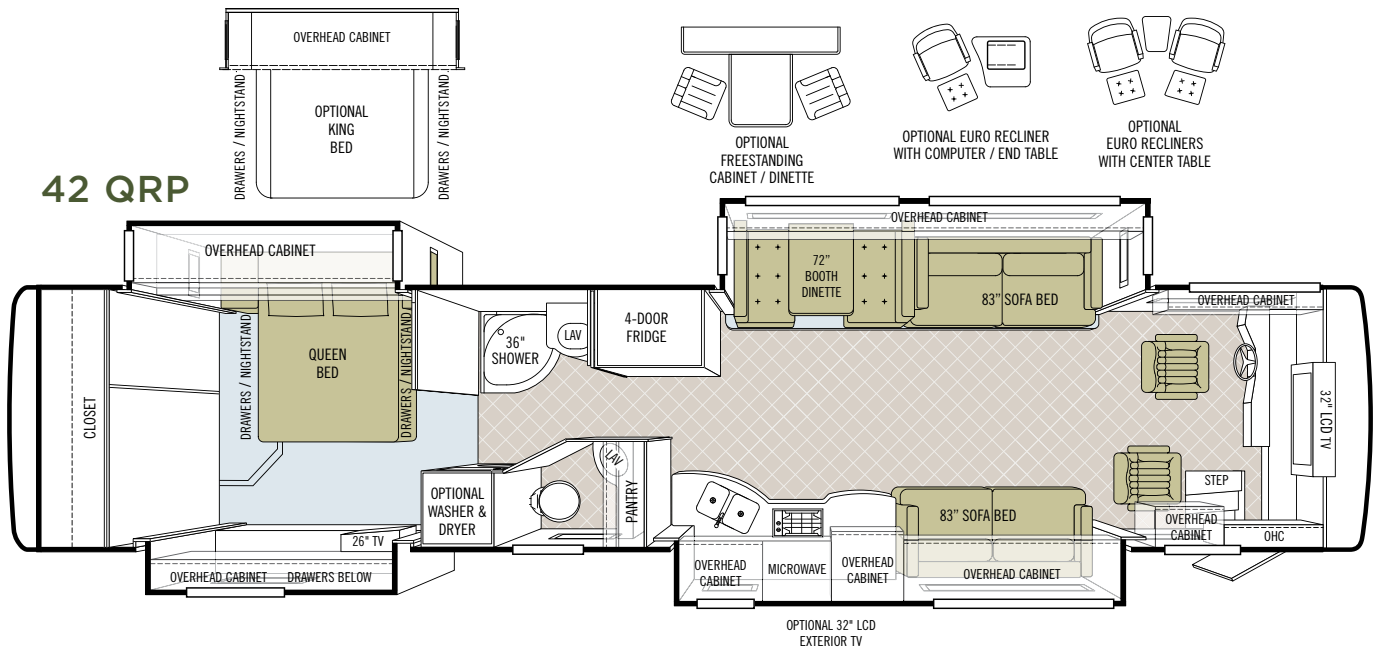 OVERHEAD CABINET
DRAWERS / NIGHTSTAND
OPTIONAL
KING
BED
DRAWERS / NIGHTSTAND
42 QRP
OPTIONAL
FREESTANDING
CABINET / DINETTE
OPTIONAL EURO RECLINER
WITH COMPUTER / END TABLE
OPTIONAL
EURO RECLINERS
WITH CENTER TABLE
OVERHEAD CABINET
OVERHEAD CABINET
72”
BOOTH
DINETTE
83” SOFA BED
OVERHEAD CABINET
CLOSET
DRAWERS / NIGHTSTAND
QUEEN
BED
DRAWERS / NIGHTSTAND
36"
SHOWER
LAV
4-DOOR
FRIDGE
32" LCD TV
OPTIONAL
WASHER &
DRYER
LAV
PANTRY
83” SOFA BED
STEP
OVERHEAD
CABINET
OHC
26" TV
OVERHEAD CABINET
DRAWERS BELOW
OVERHEAD
CABINET
MICROWAVE
OVERHEAD
CABINET
OVERHEAD CABINET
OPTIONAL 32" LCD
EXTERIOR TV